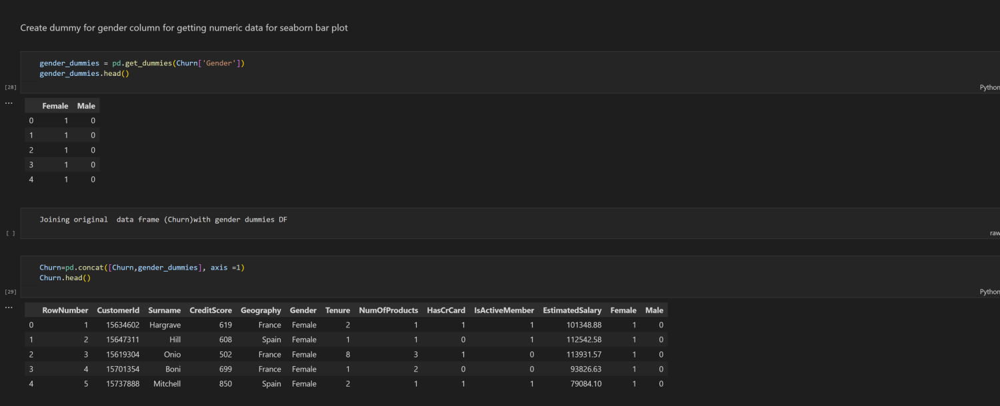 Create dummy for gender column for getting numeric data for seaborn bar plot
gender_dummies = pd.get_dummies(Churn['Gender'])
gender_dummies.head()
[28]
Python
...
Female Male
0 1 0
1 1 0
2 1 0
3 1 0
4 1 0
Joining original  data frame (Churn)with gender dummies DF
[ ]
raw
Churn=pd.concat([Churn,gender_dummies], axis =1)
Churn.head()
[29]
Python
...
RowNumber CustomerId Surname CreditScore Geography Gender Tenure NumOfProducts HasCrCard IsActiveMember EstimatedSalary Female Male
0 1 15634602 Hargrave 619 France Female 2 1 1 1 101348.88 1 0
1 2 15647311 Hill 608 Spain Female 1 1 0 1 112542.58 1 0
2 3 15619304 Onio 502 France Female 8 3 1 0 113931.57 1 0
3 4 15701354 Boni 699 France Female 1 2 0 0 93826.63 1 0
4 5 15737888 Mitchell 850 Spain Female 2 1 1 1 79084.10 1 0